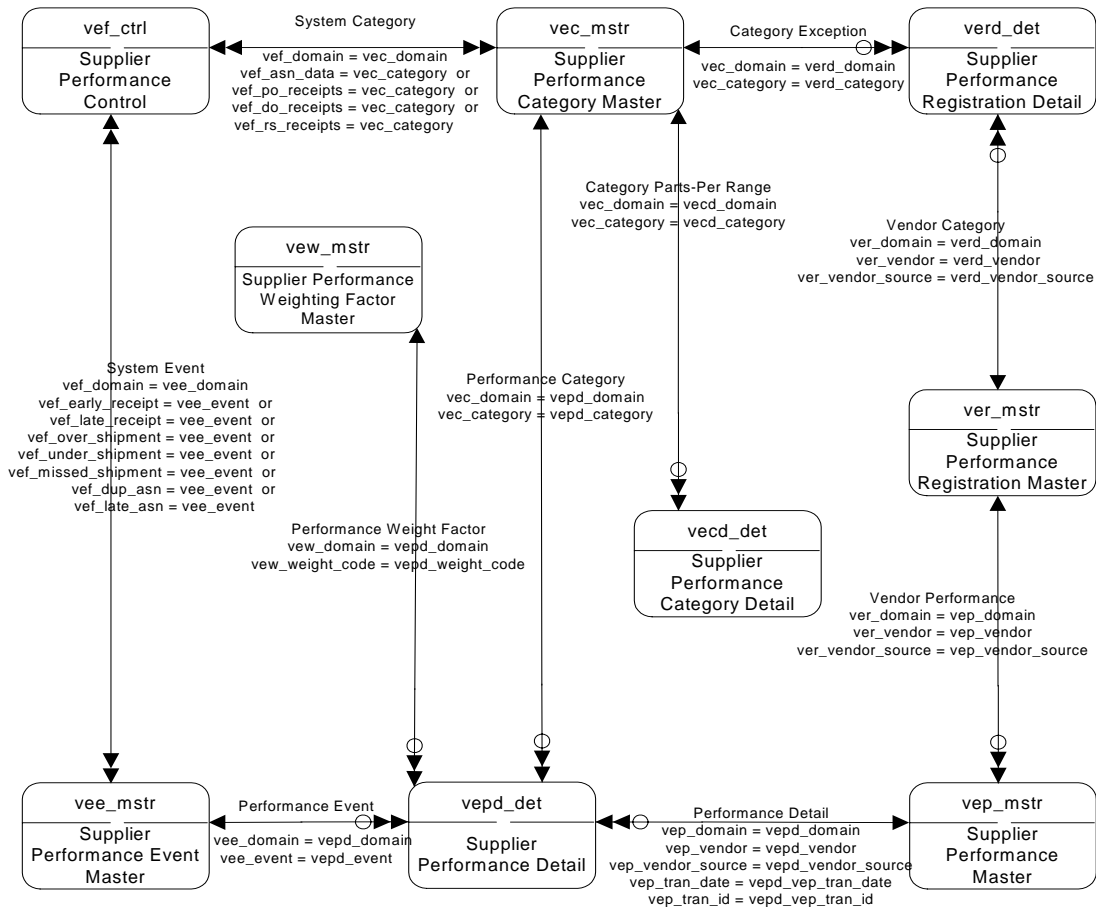 vef_ctrl
Supplier
Performance
Control
System Category
vef_domain = vec_domain
vef_asn_data = vec_category or
vef_po_receipts = vec_category or
vef_do_receipts = vec_category or
vef_rs_receipts = vec_category
vec_mstr
Supplier
Performance
Category Master
Category Exception
vec_domain = verd_domain
vec_category = verd_category
verd_det
Supplier
Performance
Registration Detail
Category Parts-Per Range
vec_domain = vecd_domain
vec_category = vecd_category
Vendor Category
ver_domain = verd_domain
ver_vendor = verd_vendor
ver_vendor_source = verd_vendor_source
vew_mstr
Supplier Performance
Weighting Factor
Master
System Event
vef_domain = vee_domain
vef_early_receipt = vee_event or
vef_late_receipt = vee_event or
vef_over_shipment = vee_event or
vef_under_shipment = vee_event or
vef_missed_shipment = vee_event or
vef_dup_asn = vee_event or
vef_late_asn = vee_event
Performance Category
vec_domain = vepd_domain
vec_category = vepd_category
ver_mstr
Supplier
Performance
Registration Master
Performance Weight Factor
vew_domain = vepd_domain
vew_weight_code = vepd_weight_code
vecd_det
Supplier
Performance
Category Detail
Vendor Performance
ver_domain = vep_domain
ver_vendor = vep_vendor
ver_vendor_source = vep_vendor_source
vee_mstr
Supplier
Performance Event
Master
Performance Event
vee_domain = vepd_domain
vee_event = vepd_event
vepd_det
Supplier
Performance Detail
Performance Detail
vep_domain = vepd_domain
vep_vendor = vepd_vendor
vep_vendor_source = vepd_vendor_source
vep_tran_date = vepd_vep_tran_date
vep_tran_id = vepd_vep_tran_id
vep_mstr
Supplier
Performance
Master